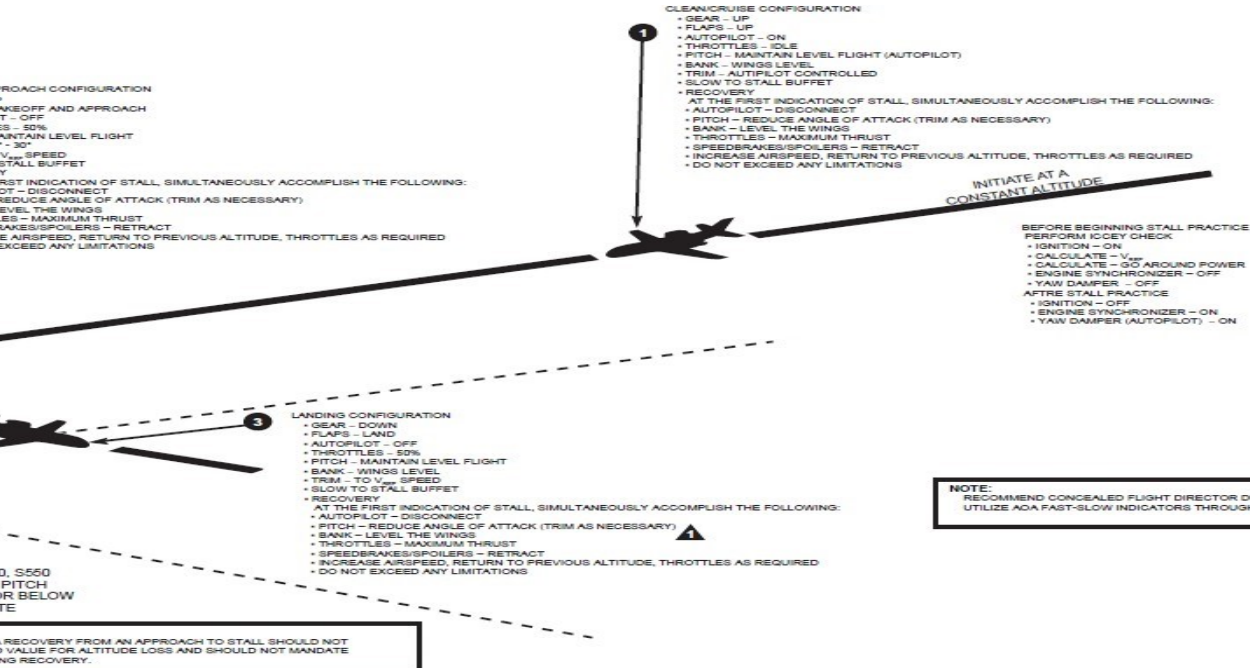 1
CLEAN/CRUISE CONFIGURATION
• GEAR – UP
• FLAPS – UP
• AUTOPILOT – ON
• THROTTLES – IDLE
• PITCH – MAINTAIN LEVEL FLIGHT (AUTOPILOT)
• BANK – WINGS LEVEL
• TRIM – AUTIPILOT CONTROLLED
• SLOW TO STALL BUFFET
• RECOVERY
AT THE FIRST INDICATION OF STALL, SIMULTANEOUSLY ACCOMPLISH THE FOLLOWING:
• AUTOPILOT – DISCONNECT
• PITCH – REDUCE ANGLE OF ATTACK (TRIM AS NECESSARY)
• BANK – LEVEL THE WINGS
• THROTTLES – MAXIMUM THRUST
• SPEEDBRAKES/SPOILERS – RETRACT
• INCREASE AIRSPEED, RETURN TO PREVIOUS ALTITUDE, THROTTLES AS REQUIRED
• DO NOT EXCEED ANY LIMITATIONS
ROACH CONFIGURATION
AKEOFF AND APPROACH
T – OFF
ES – 50%
AINTAIN LEVEL FLIGHT
° - 30°
VREF SPEED
STALL BUFFET
Y
RST INDICATION OF STALL, SIMULTANEOUSLY ACCOMPLISH THE FOLLOWING:
OT – DISCONNECT
REDUCE ANGLE OF ATTACK (TRIM AS NECESSARY)
EVEL THE WINGS
LES – MAXIMUM THRUST
RAKES/SPOILERS – RETRACT
E AIRSPEED, RETURN TO PREVIOUS ALTITUDE, THROTTLES AS REQUIRED
EXCEED ANY LIMITATIONS
INITIATE AT A
CONSTANT ALTITUDE
BEFORE BEGINNING STALL PRACTICE
PERFORM ICCEY CHECK
• IGNITION – ON
• CALCULATE – VREF
• CALCULATE – GO AROUND POWER
• ENGINE SYNCHRONIZER – OFF
• YAW DAMPER – OFF
AFTRE STALL PRACTICE
• IGNITION – OFF
• ENGINE SYNCHRONIZER – ON
• YAW DAMPER (AUTOPILOT) – ON
3
LANDING CONFIGURATION
• GEAR – DOWN
• FLAPS – LAND
• AUTOPILOT – OFF
• THROTTLES – 50%
• PITCH – MAINTAIN LEVEL FLIGHT
• BANK – WINGS LEVEL
• TRIM – TO VREF SPEED
• SLOW TO STALL BUFFET
• RECOVERY
AT THE FIRST INDICATION OF STALL, SIMULTANEOUSLY ACCOMPLISH THE FOLLOWING:
• AUTOPILOT – DISCONNECT
• PITCH – REDUCE ANGLE OF ATTACK (TRIM AS NECESSARY)
• BANK – LEVEL THE WINGS 1
• THROTTLES – MAXIMUM THRUST
• SPEEDBRAKES/SPOILERS – RETRACT
• INCREASE AIRSPEED, RETURN TO PREVIOUS ALTITUDE, THROTTLES AS REQUIRED
• DO NOT EXCEED ANY LIMITATIONS
NOTE:
RECOMMEND CONCEALED FLIGHT DIRECTOR D
UTILIZE AOA FAST-SLOW INDICATORS THROUGH
0, S550
PITCH
OR BELOW
TE
A RECOVERY FROM AN APPROACH TO STALL SHOULD NOT
D VALUE FOR ALTITUDE LOSS AND SHOULD NOT MANDATE
NG RECOVERY.